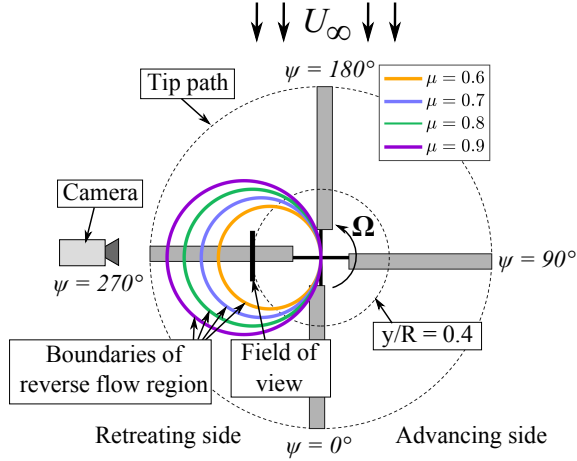 U∞
ψ = 180°
Tip path
μ = 0.6
μ = 0.7
μ = 0.8
μ = 0.9
Camera
Ω
ψ = 270°
ψ = 90°
y/R = 0.4
Boundaries of
reverse flow region
Field of
view
Retreating side
ψ = 0°
Advancing side